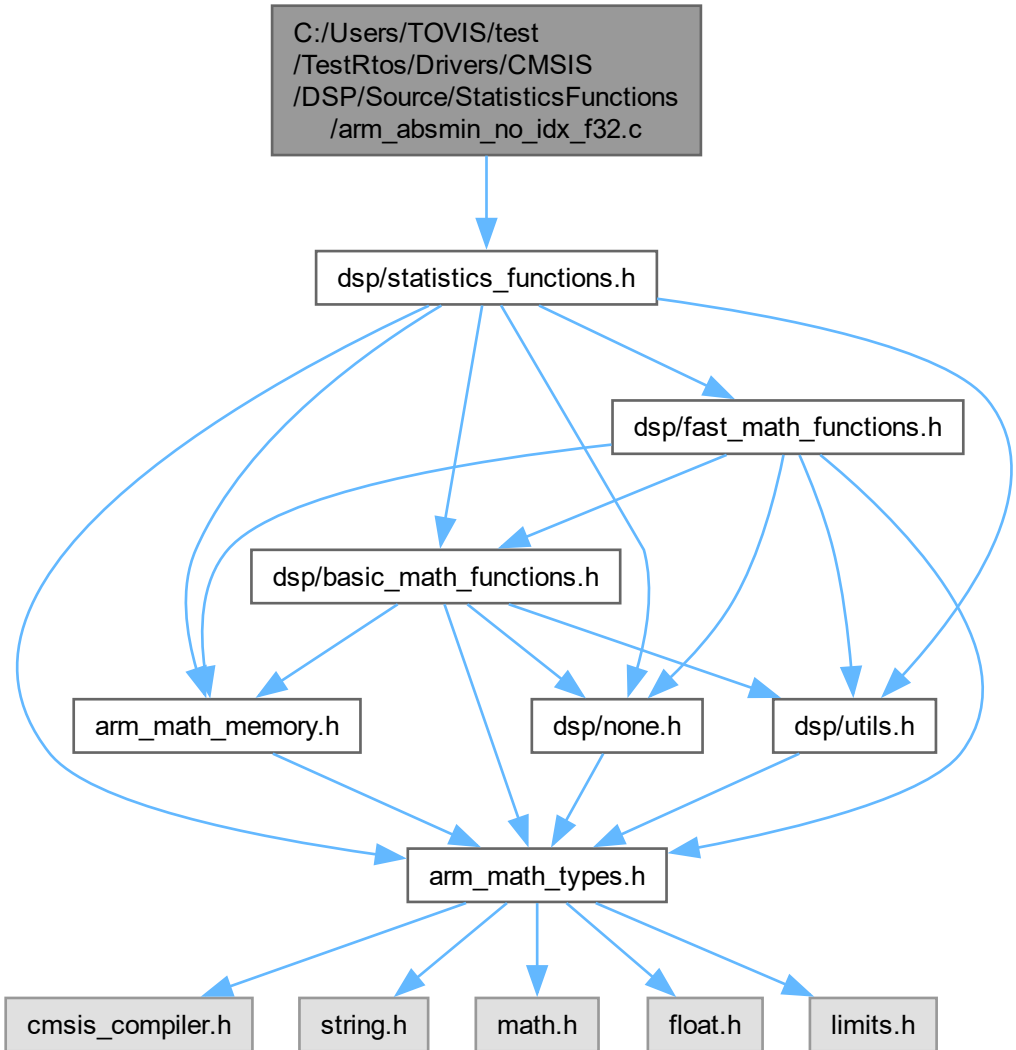 C:/Users/TOVIS/test
/TestRtos/Drivers/CMSIS
/DSP/Source/StatisticsFunctions
/arm_absmin_no_idx_f32.c
dsp/statistics_functions.h
dsp/fast_math_functions.h
dsp/basic_math_functions.h
arm_math_memory.h
dsp/none.h
dsp/utils.h
arm_math_types.h
cmsis_compiler.h
string.h
math.h
float.h
limits.h